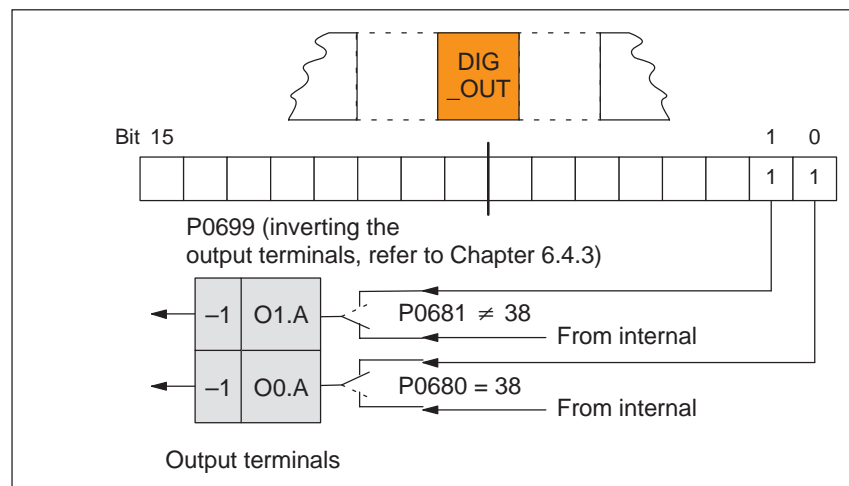 DIG
_OUT
Bit 15 1 0
1 1
P0699 (inverting the
output terminals, refer to Chapter 6.4.3)
–1 O1.A P0681 ≠ 38
From internal
–1 O0.A P0680 = 38
From internal
Output terminals